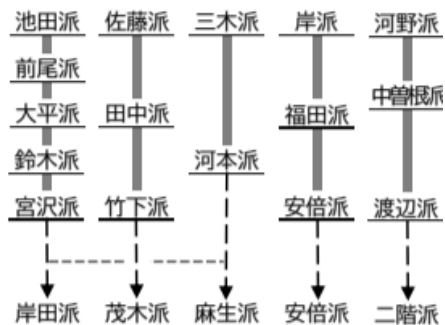 池田派 佐藤派 三木派 岸派 河野派
前尾派
中曽根派
大平派 田中派 福田派
鈴木派 河本派
宮沢派 竹下派 安倍派 渡辺派
岸田派 茂木派 麻生派 安倍派 二階派